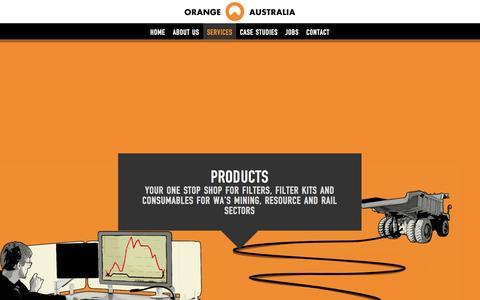 ORANGE AUSTRALIA
HOME ABOUT US SERVICES CASE STUDIES JOBS CONTACT
PRODUCTS
YOUR ONE STOP SHOP FOR FILTERS, FILTER KITS AND
CONSUMABLES FOR WA'S MINING, RESOURCE AND RAIL
SECTORS